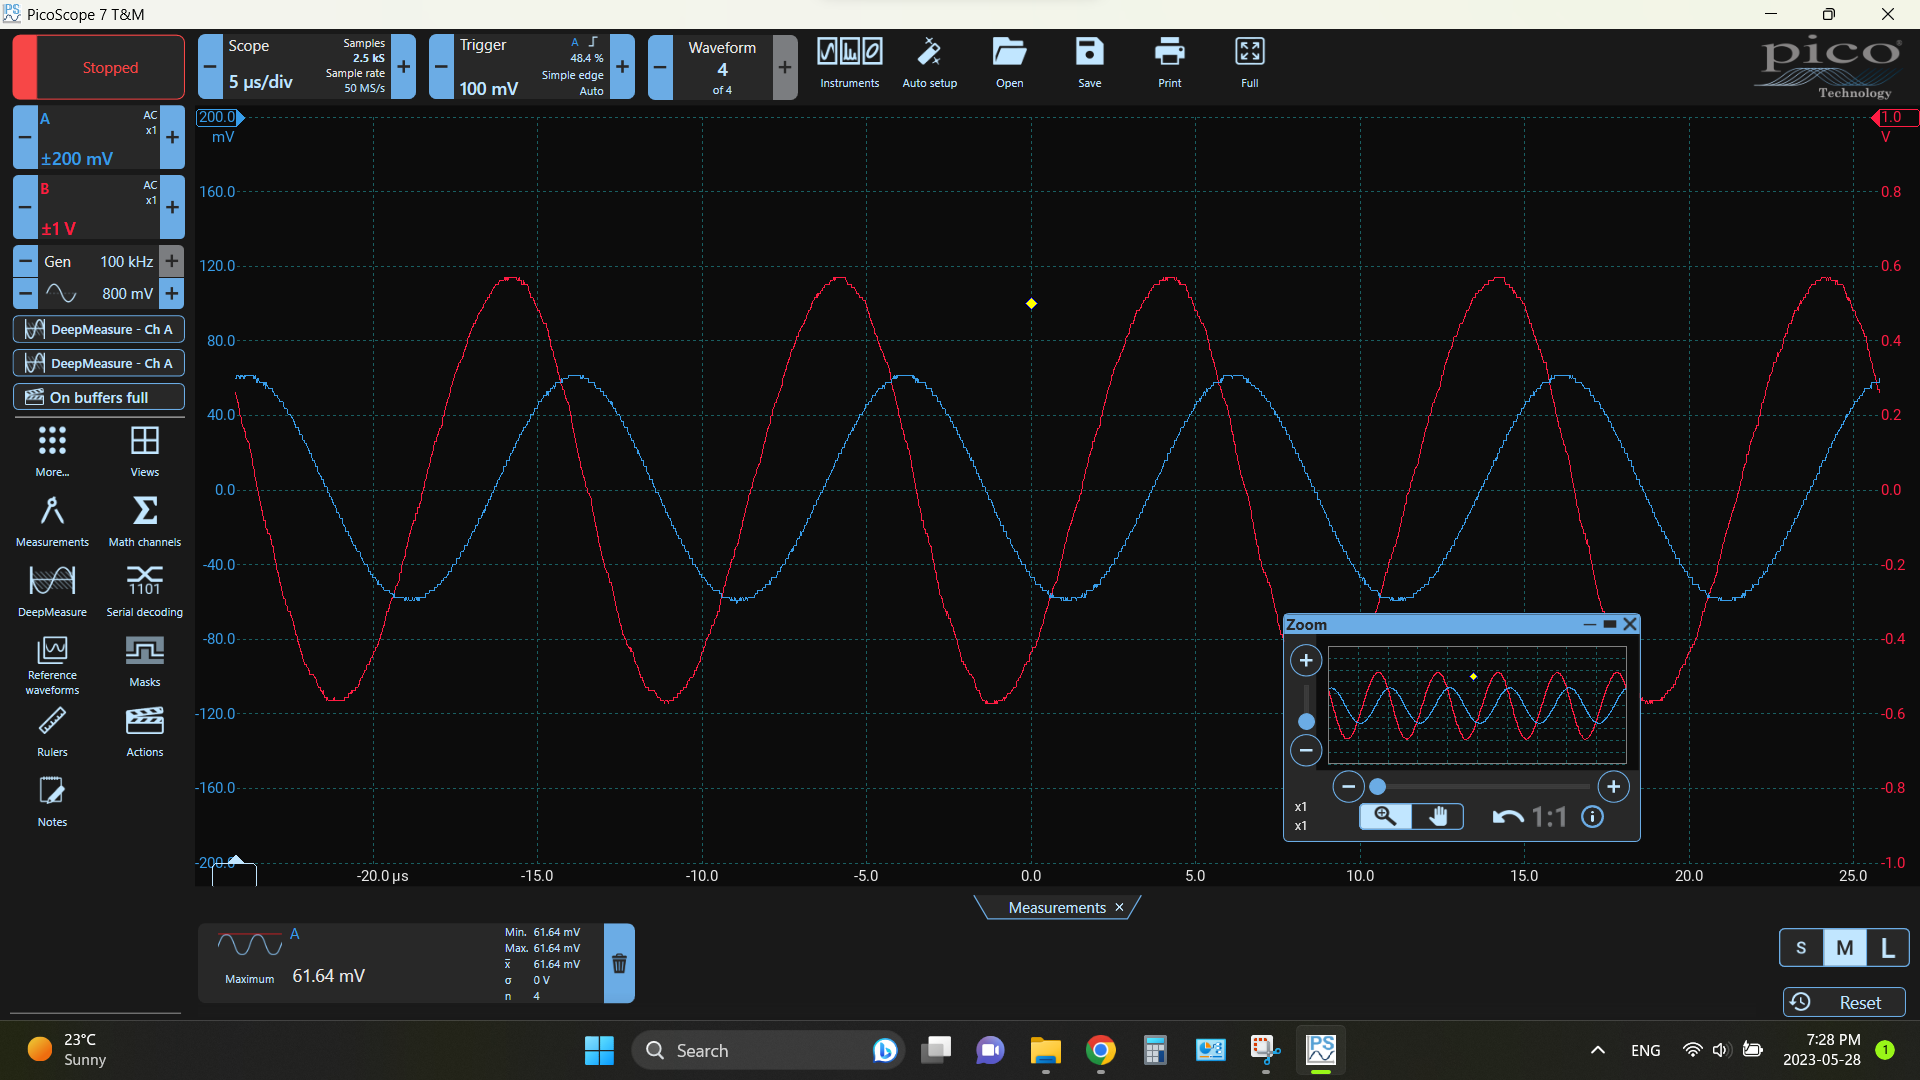 PicoScope 7 T&M
Stopped
Scope
5 µs/div
Samples
2.5 kS
Sample rate
50 MS/s
Trigger
100 mV
A
48.4 %
Simple edge
Auto
Waveform
4
of 4
Instruments
Auto setup
Open
Save
Print
Full
pico
Technology
A
AC
x1
±200 mV
B
AC
x1
±1 V
Gen 100 kHz
800 mV
DeepMeasure - Ch A
DeepMeasure - Ch A
On buffers full
More...
Views
Measurements
Math channels
DeepMeasure
1101
Serial decoding
Reference
waveforms
Masks
Rulers
Actions
Notes
200.0
mV
160.0
120.0
80.0
40.0
0.0
-40.0
-80.0
-120.0
-160.0
-200.0
1.0
V
0.8
0.6
0.4
0.2
0.0
-0.2
-0.4
-0.6
-0.8
-1.0
-20.0 µs
-15.0
-10.0
-5.0
0.0
5.0
10.0
15.0
20.0
25.0
Zoom
x1
x1
1:1
Measurements
A
Maximum
61.64 mV
Min. 61.64 mV
Max. 61.64 mV
x̄ 61.64 mV
σ 0 V
n 4
S M L
Reset
23°C
Sunny
Search
PS
ENG
7:28 PM
2023-05-28
1